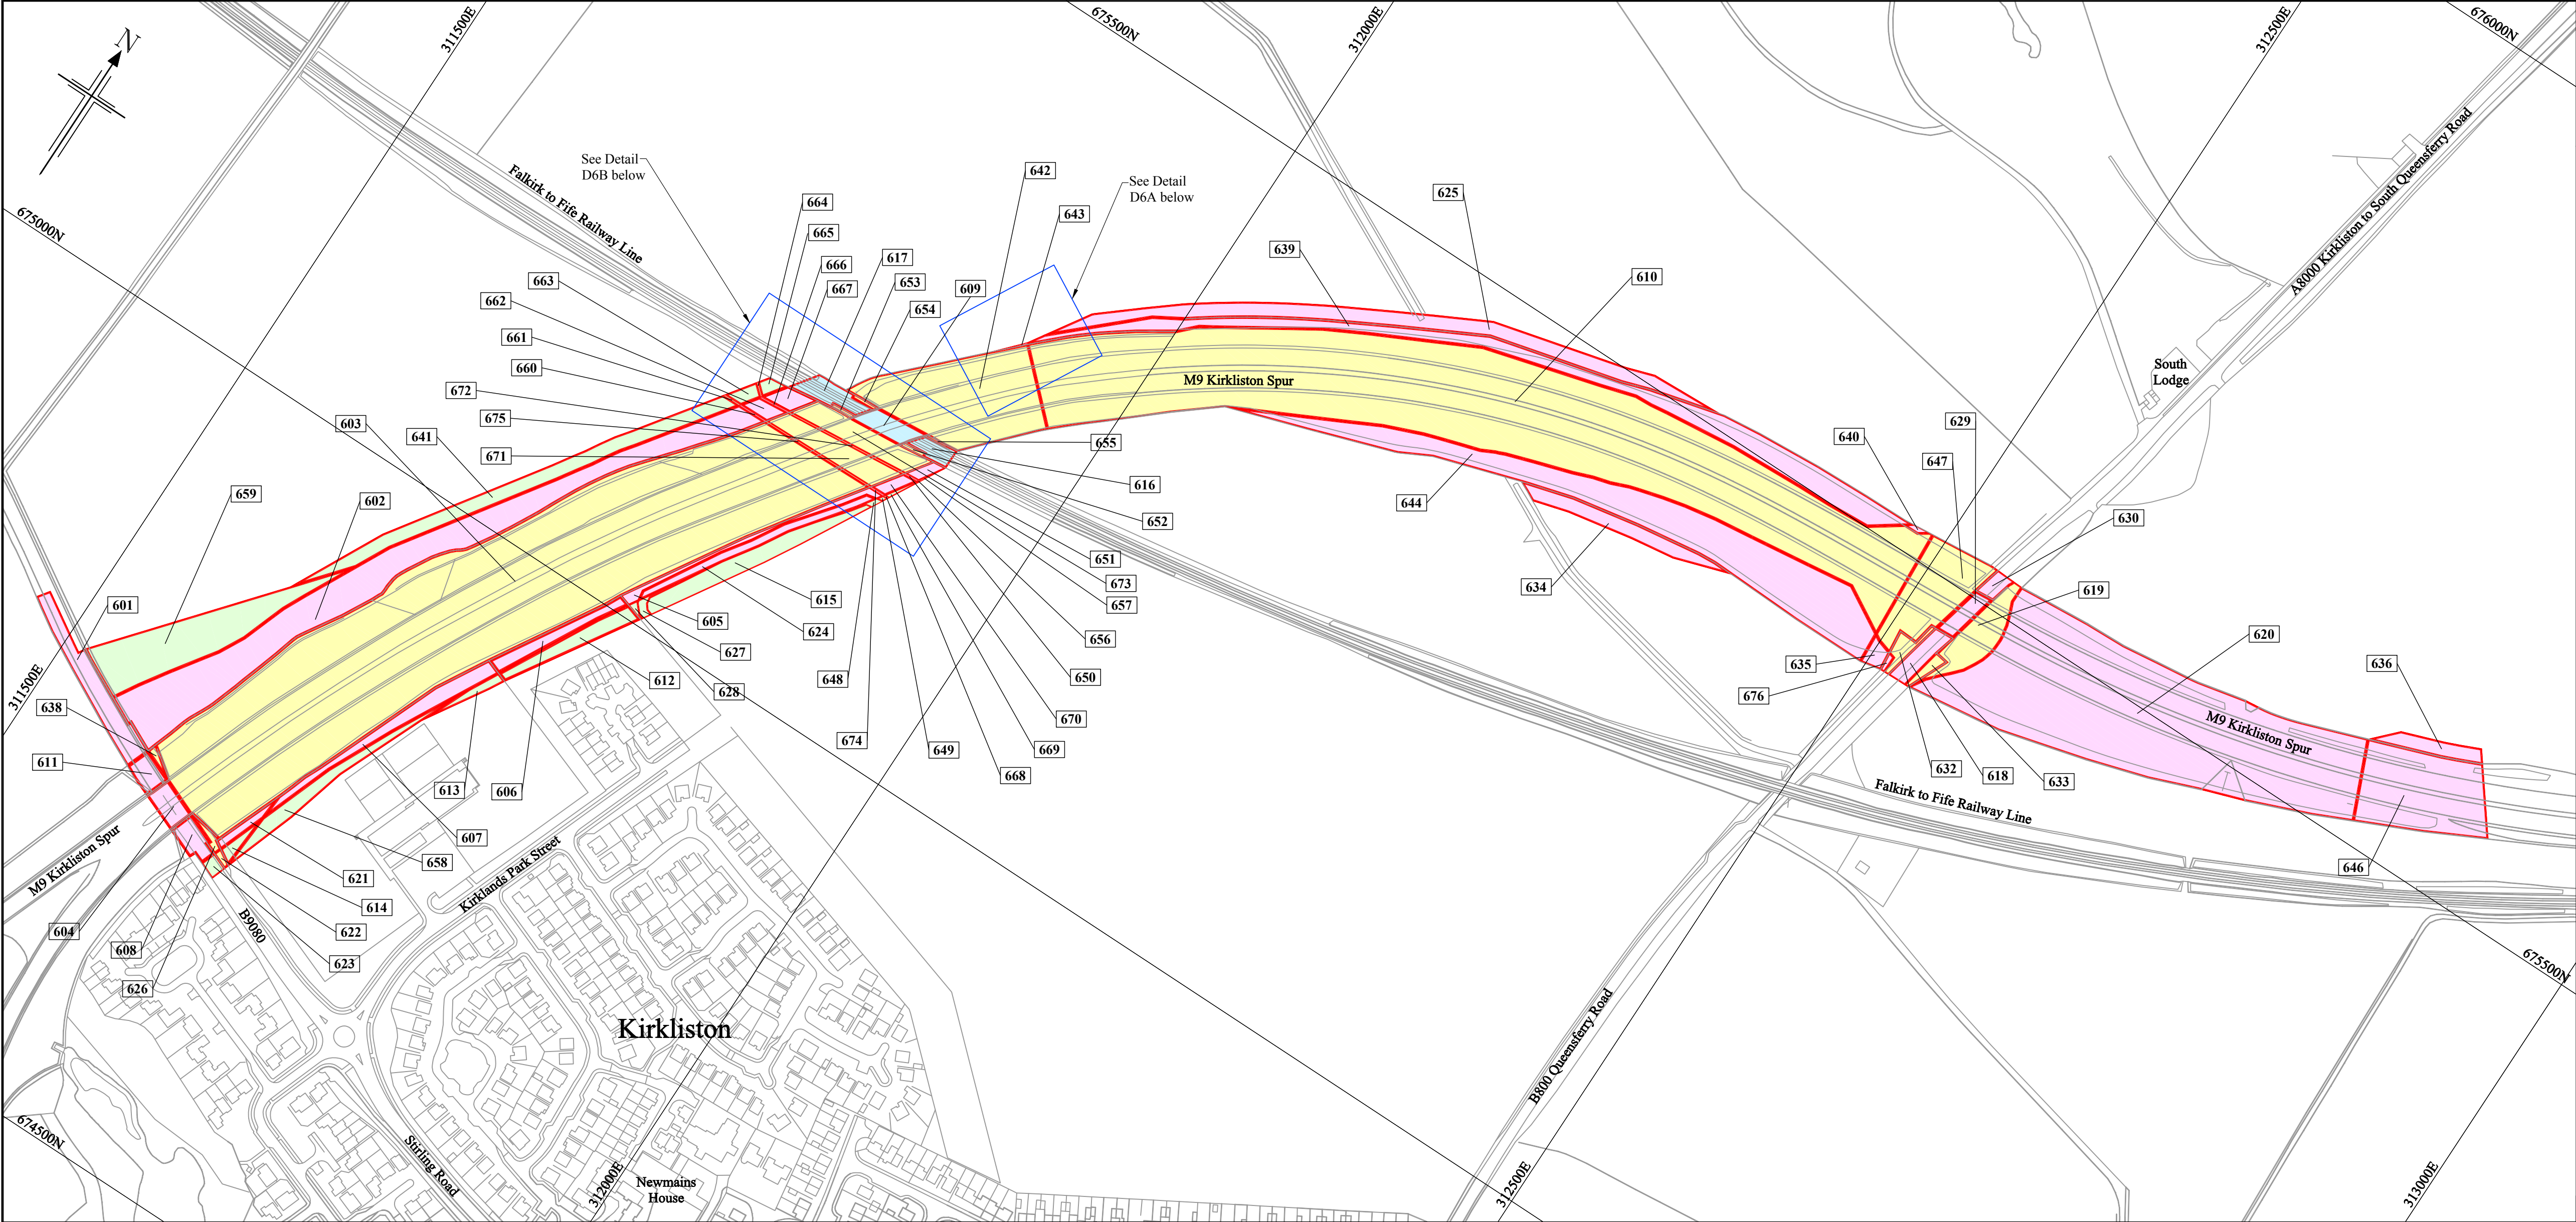 N
311500E
675500N
312000E
312500E
676000N
675000N
Falkirk to Fife Railway Line
See Detail
D6B below
See Detail
D6A below
A8000 Kirkliston to South Queensferry Road
South
Lodge
642
643
625
639
610
664
665
666
667
617
653
654
609
663
662
661
660
672
675
671
603
641
659
602
601
311500E
638
611
M9 Kirkliston Spur
604
608
626
B9080
623
622
614
621
658
607
613
606
612
628
627
605
624
615
648
674
649
668
669
670
650
656
657
673
651
652
616
655
M9 Kirkliston Spur
644
634
640
647
629
630
619
620
636
635
676
632
618
633
M9 Kirkliston Spur
646
Falkirk to Fife Railway Line
675500N
Kirklands Park Street
Kirkliston
Stirling Road
Newmains
House
B800 Queensferry Road
674500N
312000E
312500E
313000E